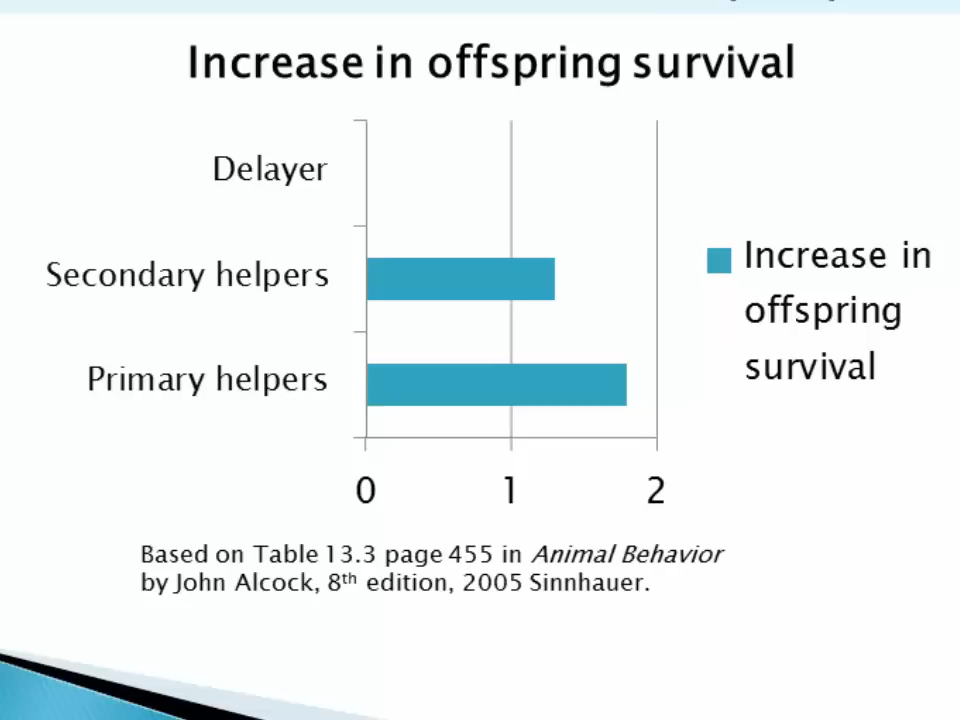 Increase in offspring survival
Delayer
Secondary helpers
Primary helpers
0 1 2
Increase in
offspring
survival
Based on Table 13.3 page 455 in Animal Behavior
by John Alcock, 8th edition, 2005 Sinnhauer.